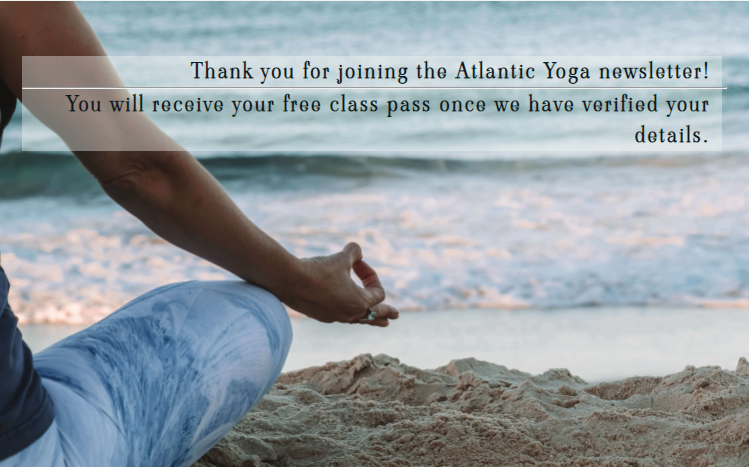 Thank you for joining the Atlantic Yoga newsletter!
You will receive your free class pass once we have verified your
details.